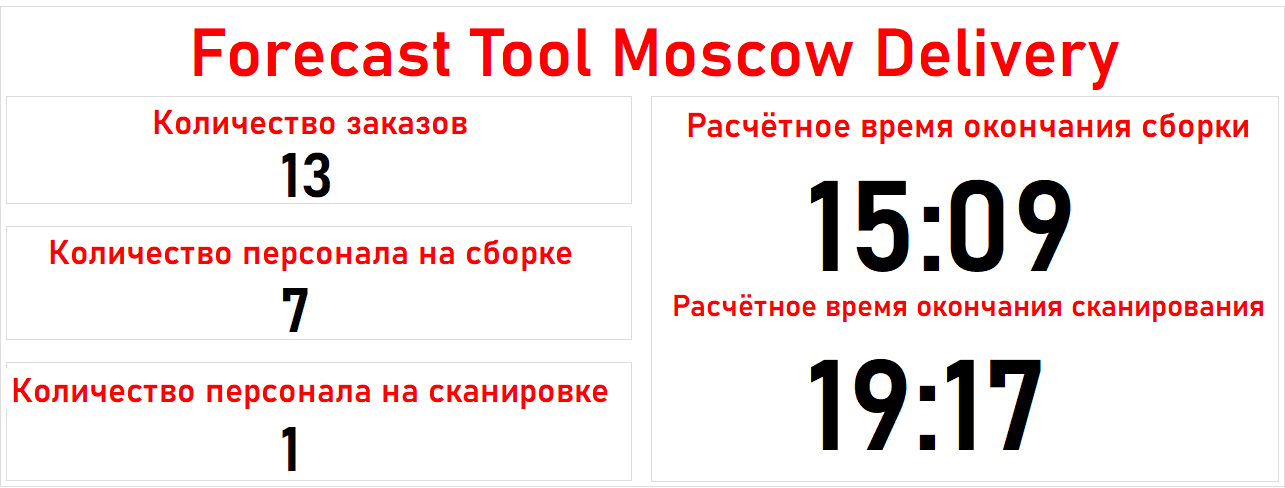 Forecast Tool Moscow Delivery
Количество заказов
13
Количество персонала на сборке
7
Количество персонала на сканировке
1
Расчётное время окончания сборки
15:09
Расчётное время окончания сканирования
19:17